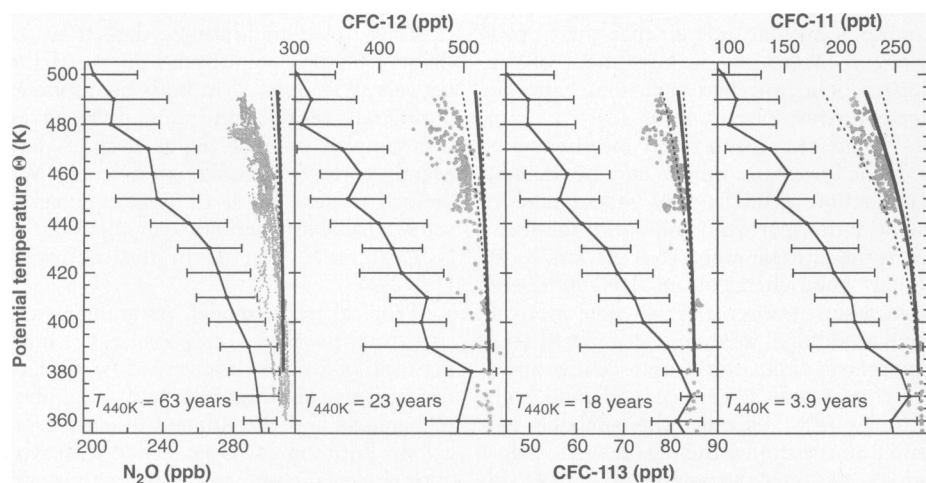 CFC-12 (ppt)
CFC-11 (ppt)
300 400 500
100 150 200 250
Potential temperature Θ (K)
500
480
460
440
420
400
380
360
T440K = 63 years
T440K = 23 years
T440K = 18 years
T440K = 3.9 years
200 240 280
50 60 70 80 90
N2O (ppb)
CFC-113 (ppt)